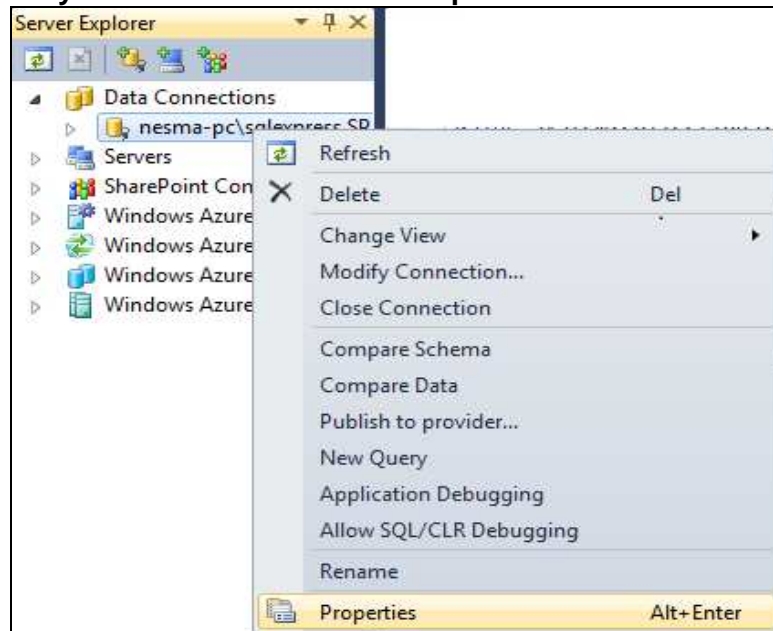 Server Explorer
Data Connections
nesma-pc\sqlexpress.SP
Refresh
Servers
SharePoint Con
Delete Del
Windows Azure
Change View
Windows Azure
Modify Connection...
Windows Azure
Close Connection
Windows Azure
Compare Schema
Compare Data
Publish to provider...
New Query
Application Debugging
Allow SQL/CLR Debugging
Rename
Properties Alt+Enter